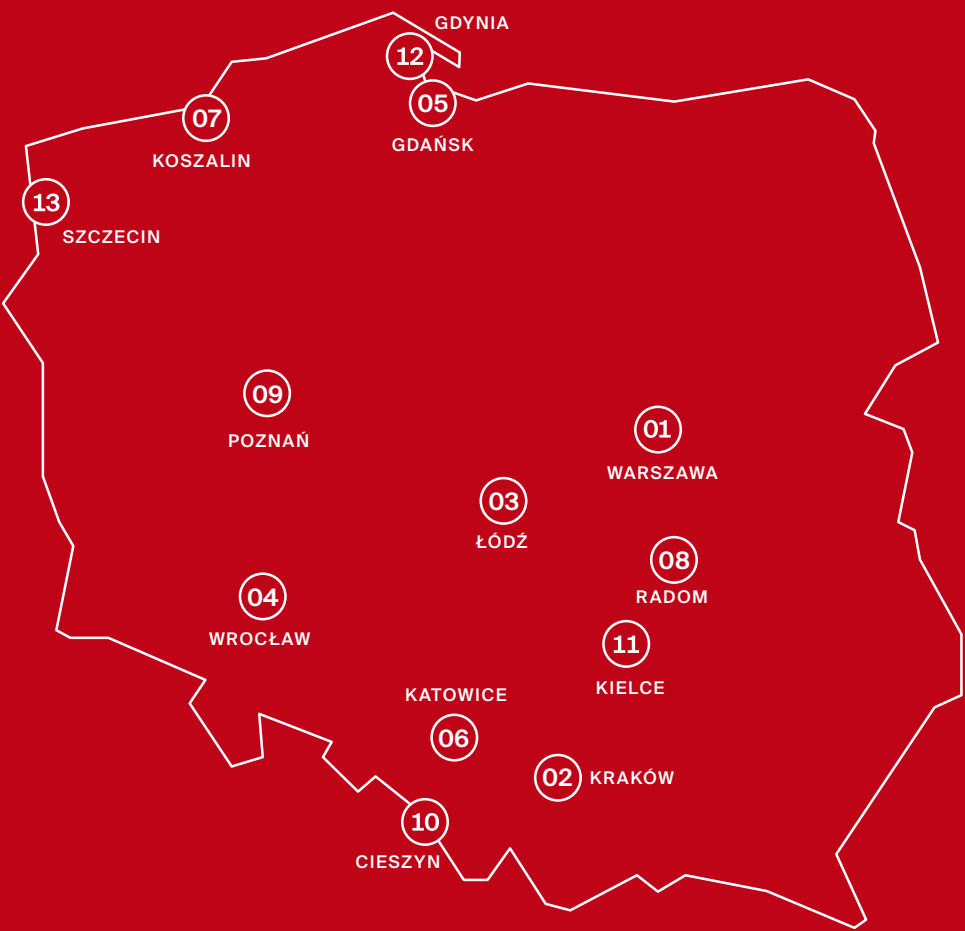 GDYNIA
12
05
GDAŃSK
07
KOSZALIN
13
SZCZECIN
09
POZNAŃ
01
WARSZAWA
03
ŁÓDŹ
08
RADOM
04
WROCŁAW
11
KIELCE
KATOWICE
06
02 KRAKÓW
10
CIESZYN